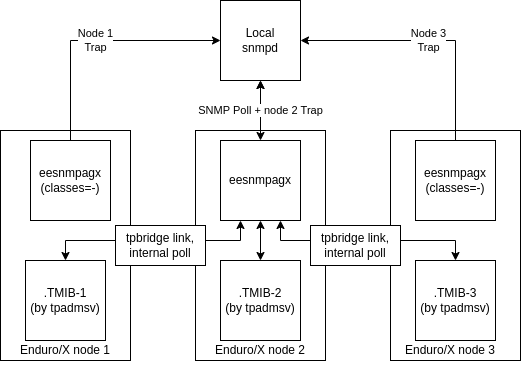 Node 1
Trap
Local
snmpd
Node 3
Trap
SNMP Poll + node 2 Trap
eesnmpagx
(classes=-)
eesnmpagx
eesnmpagx
(classes=-)
tpbridge link,
internal poll
tpbridge link,
internal poll
.TMIB-1
(by tpadmsv)
.TMIB-2
(by tpadmsv)
.TMIB-3
(by tpadmsv)
Enduro/X node 1
Enduro/X node 2
Enduro/X node 3